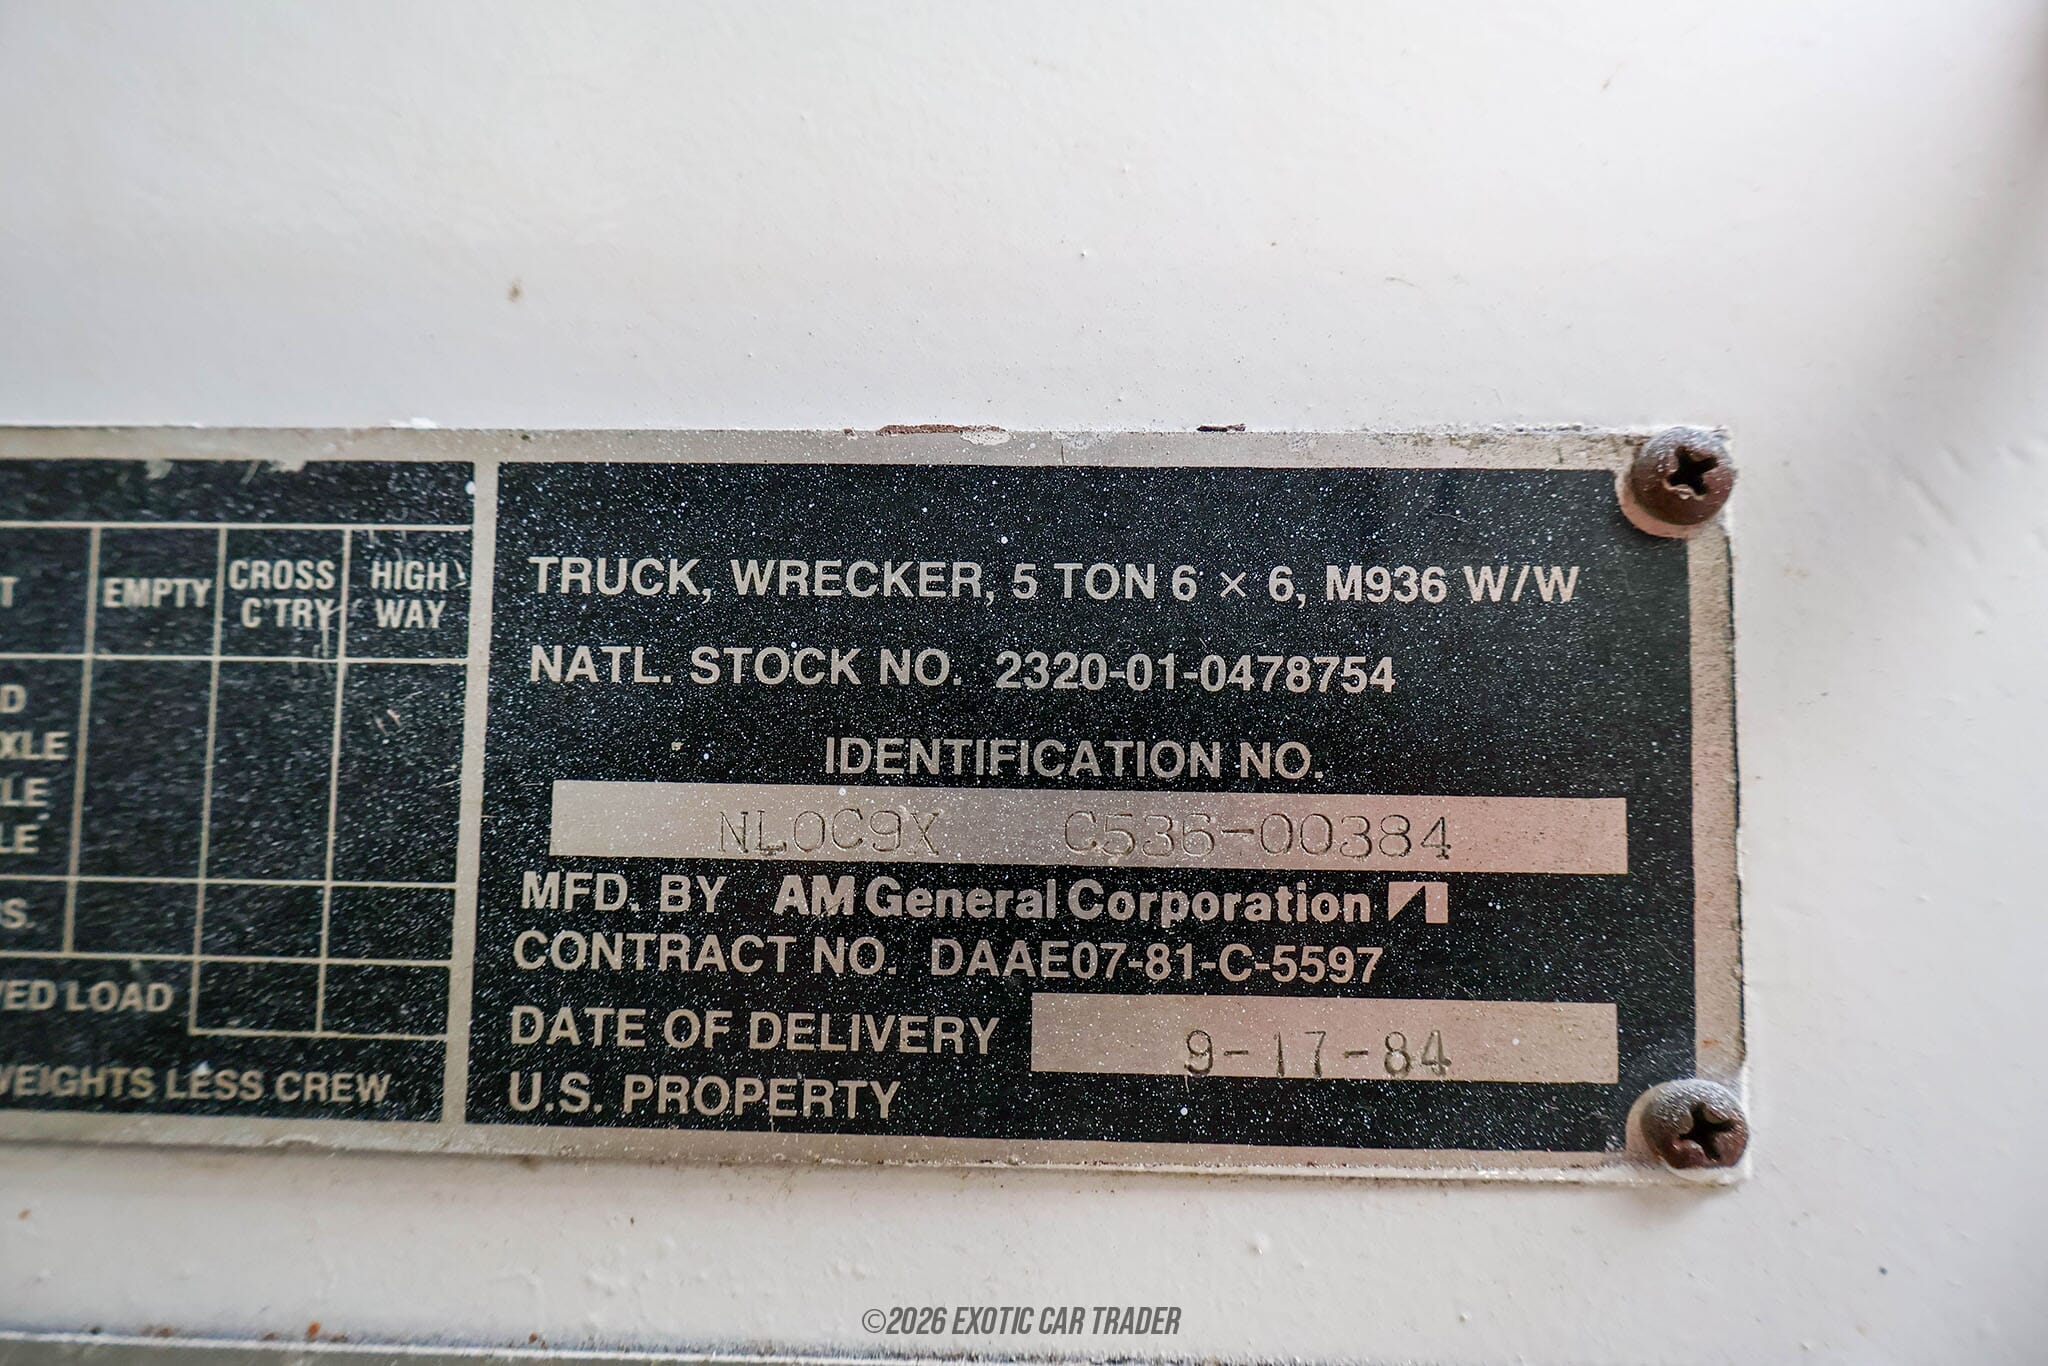 EMPTY
CROSS C'TRY
HIGH WAY
D
XLE
LE
LE
S.
VED LOAD
WEIGHTS LESS CREW
TRUCK, WRECKER, 5 TON 6 × 6, M936 W/W
NATL. STOCK NO. 2320-01-0478754
IDENTIFICATION NO.
NL0C9X C536-00384
MFD. BY AM General Corporation
CONTRACT NO. DAAE07-81-C-5597
DATE OF DELIVERY 9-17-84
U.S. PROPERTY
©2026 EXOTIC CAR TRADER